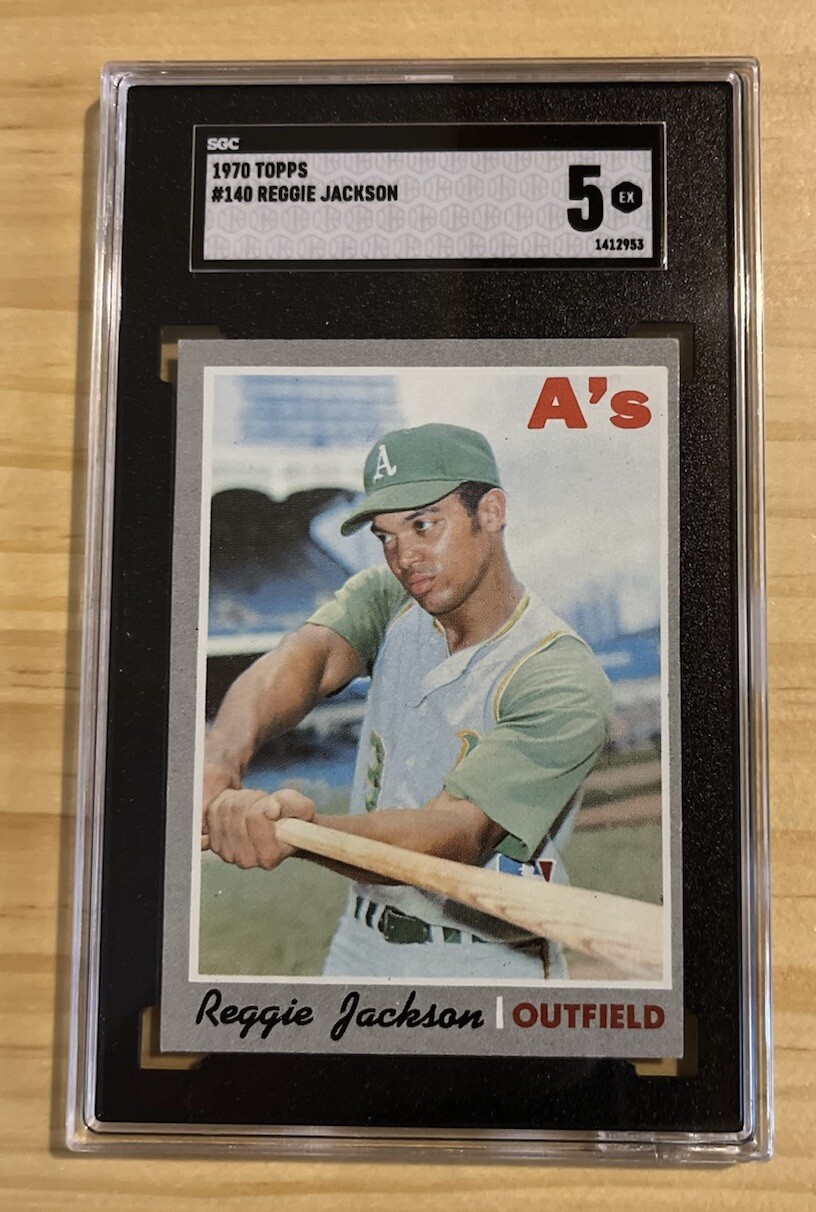 SGC
1970 TOPPS
#140 REGGIE JACKSON
5 EX
1412953
A's
A
Reggie Jackson | OUTFIELD